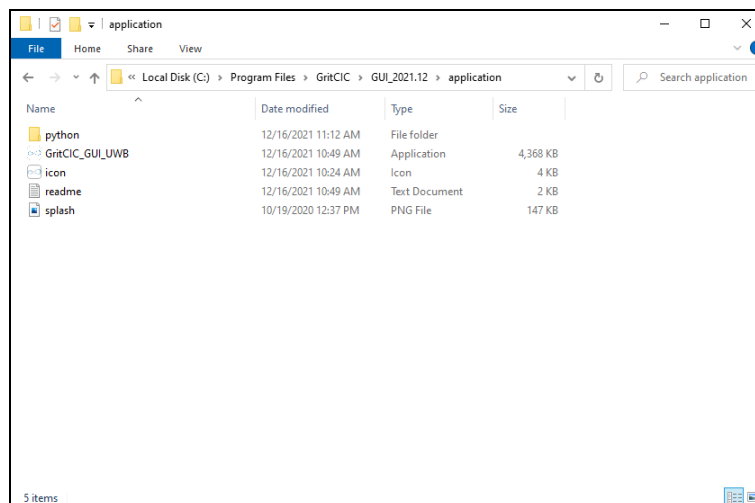 application
File Home Share View
« Local Disk (C:) > Program Files > GritCIC > GUI_2021.12 > application
Search application
Name Date modified Type Size
python 12/16/2021 11:12 AM File folder
GritCIC_GUI_UWB 12/16/2021 10:49 AM Application 4,368 KB
icon 12/16/2021 10:24 AM Icon 4 KB
readme 12/16/2021 10:49 AM Text Document 2 KB
splash 10/19/2020 12:37 PM PNG File 147 KB
5 items